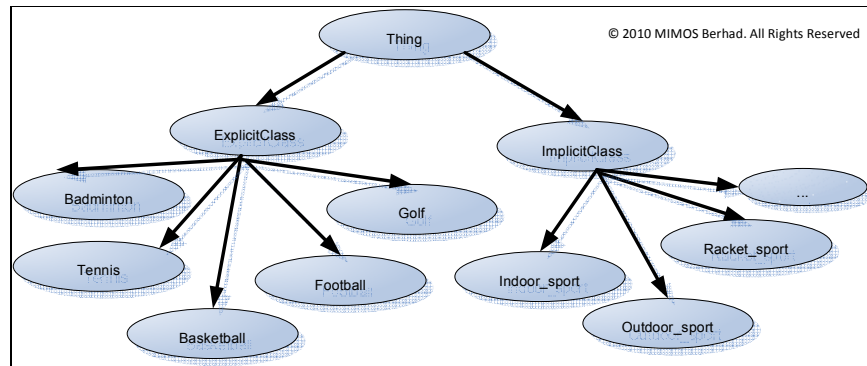 Thing
© 2010 MIMOS Berhad. All Rights Reserved
ExplicitClass
ImplicitClass
Badminton
Golf
...
Tennis
Football
Indoor_sport
Racket_sport
Basketball
Outdoor_sport